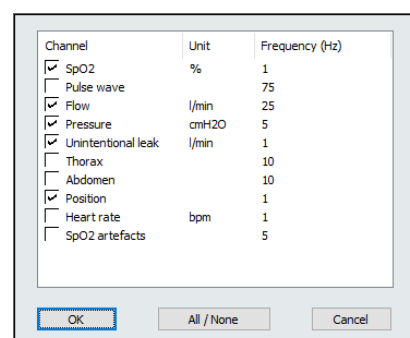 Channel Unit Frequency (Hz)
SpO2 % 1
Pulse wave 75
Flow l/min 25
Pressure cmH2O 5
Unintentional leak l/min 1
Thorax 10
Abdomen 10
Position 1
Heart rate bpm 1
SpO2 artefacts 5
OK All / None Cancel